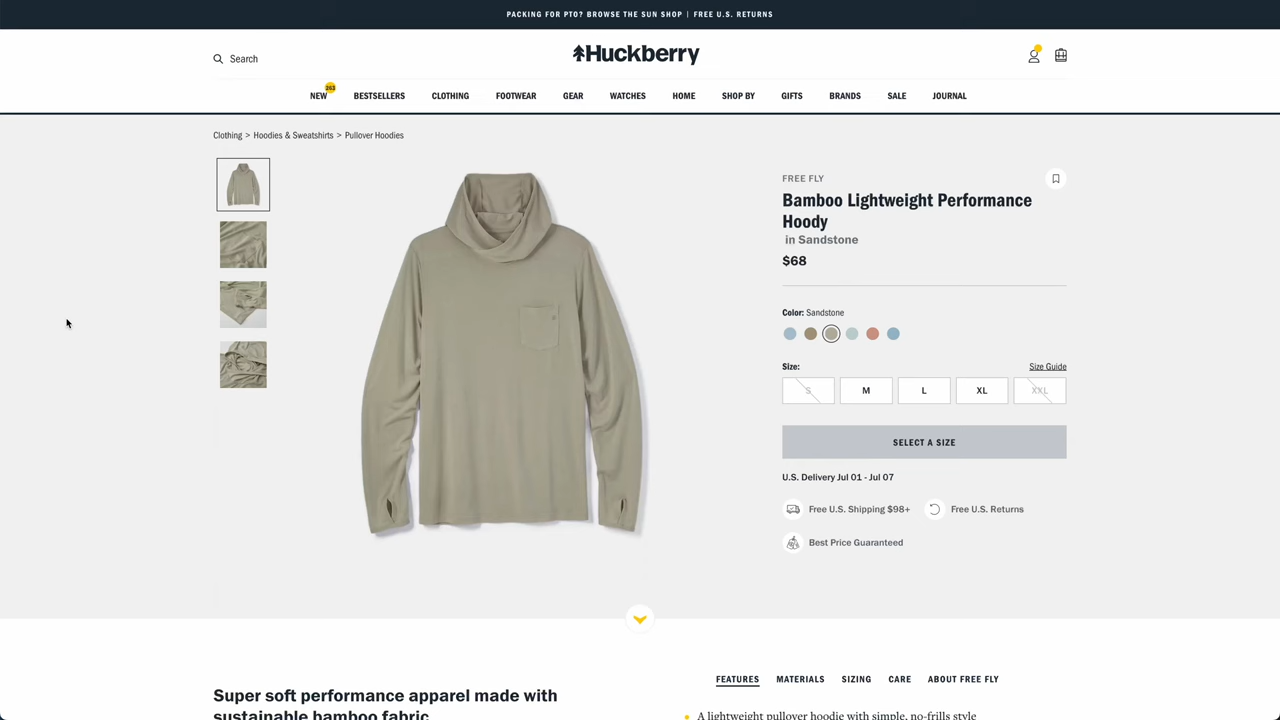 PACKING FOR PTO? BROWSE THE SUN SHOP | FREE U.S. RETURNS
Search
Huckberry
NEW 263 BESTSELLERS CLOTHING FOOTWEAR GEAR WATCHES HOME SHOP BY GIFTS BRANDS SALE JOURNAL
Clothing > Hoodies & Sweatshirts > Pullover Hoodies
FREE FLY
Bamboo Lightweight Performance
Hoody
in Sandstone
$68
Color: Sandstone
Size: Size Guide
S M L XL XXL
SELECT A SIZE
U.S. Delivery Jul 01 - Jul 07
Free U.S. Shipping $98+ Free U.S. Returns
Best Price Guaranteed
FEATURES MATERIALS SIZING CARE ABOUT FREE FLY
Super soft performance apparel made with
sustainable bamboo fabric
A lightweight pullover hoodie with simple, no-frills style